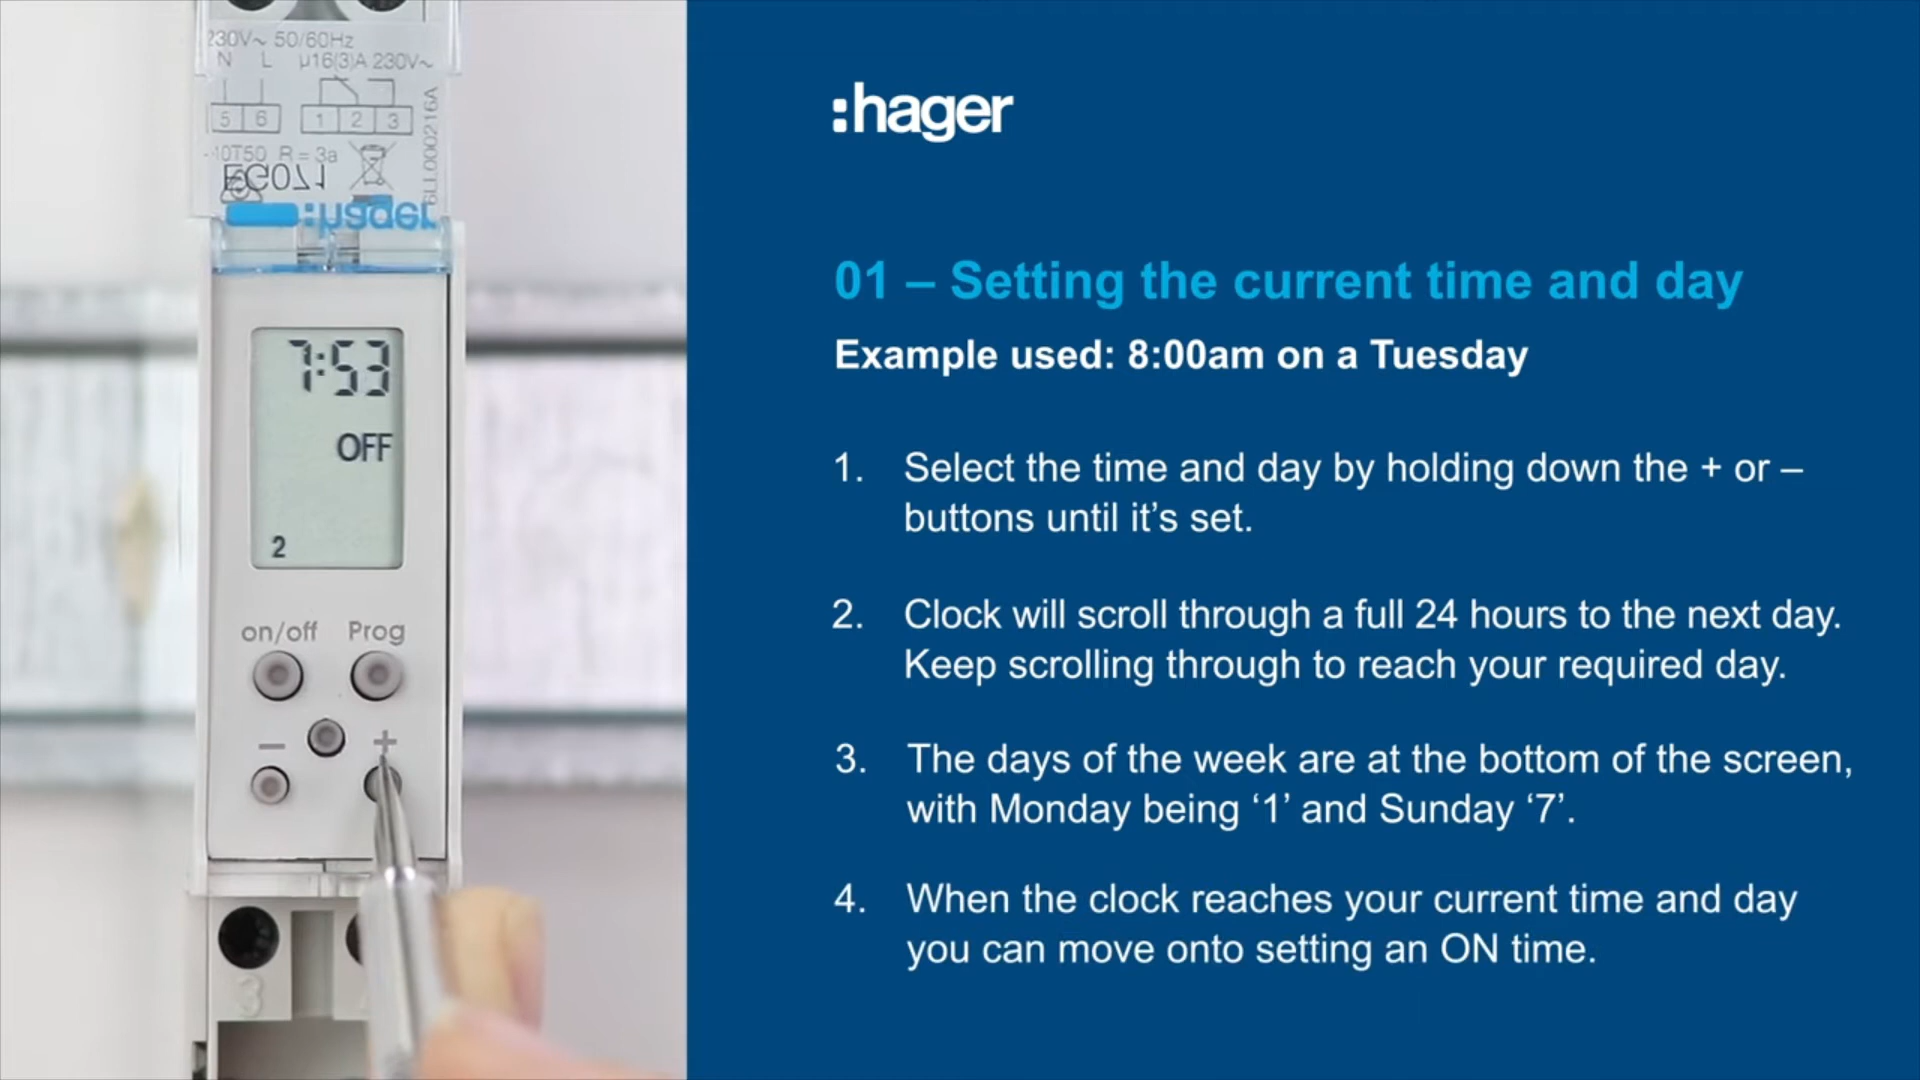 230V~ 50/60Hz
N L µ16(3)A 230V~
5 6 1 2 3
-10T50 R = 3a
6LL000216A
EG071
:hager
7:53
OFF
2
on/off Prog
− +
3
:hager
01 – Setting the current time and day
Example used: 8:00am on a Tuesday
1. Select the time and day by holding down the + or –
buttons until it’s set.
2. Clock will scroll through a full 24 hours to the next day.
Keep scrolling through to reach your required day.
3. The days of the week are at the bottom of the screen,
with Monday being ‘1’ and Sunday ‘7’.
4. When the clock reaches your current time and day
you can move onto setting an ON time.